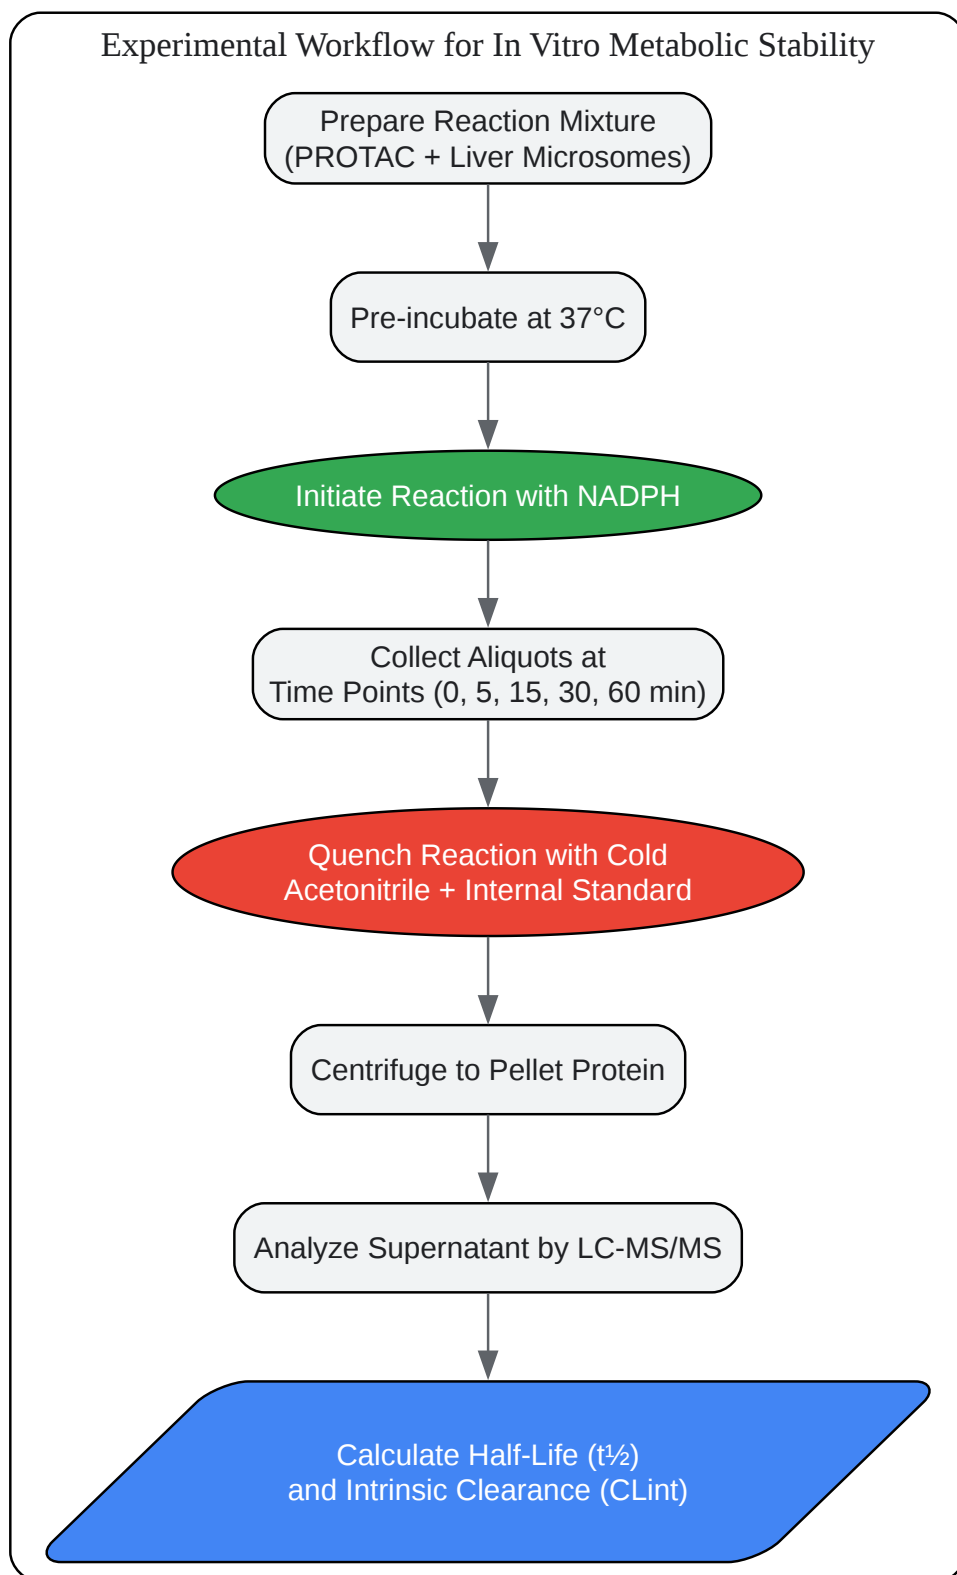 Experimental Workflow for In Vitro Metabolic Stability
Prepare Reaction Mixture
(PROTAC + Liver Microsomes)
Pre-incubate at 37°C
Initiate Reaction with NADPH
Collect Aliquots at
Time Points (0, 5, 15, 30, 60 min)
Quench Reaction with Cold
Acetonitrile + Internal Standard
Centrifuge to Pellet Protein
Analyze Supernatant by LC-MS/MS
Calculate Half-Life (t½)
and Intrinsic Clearance (CLint)